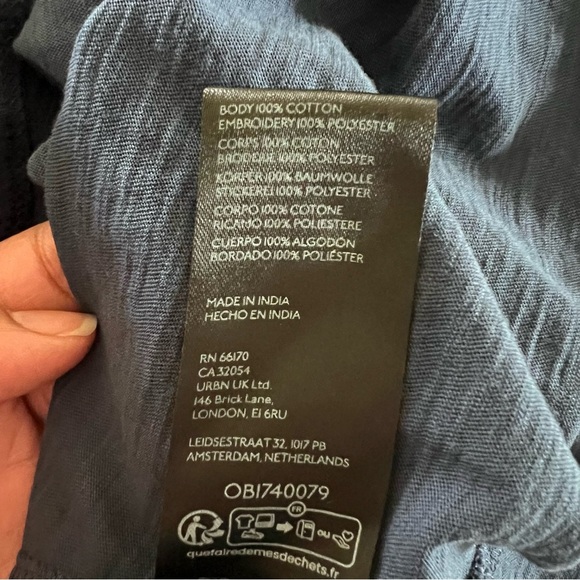 BODY 100% COTTON
EMBROIDERY 100% POLYESTER
CORPS 100% COTON
BRODERIE 100% POLYESTER
KÖRPER 100% BAUMWOLLE
STICKEREI 100% POLYESTER
CORPO 100% COTONE
RICAMO 100% POLIESTERE
CUERPO 100% ALGODÓN
BORDADO 100% POLIÉSTER
MADE IN INDIA
HECHO EN INDIA
RN 66170
CA 32054
URBN UK Ltd.
146 Brick Lane,
LONDON, E1 6RU
LEIDSESTRAAT 32, 1017 PB
AMSTERDAM, NETHERLANDS
OB1740079
FR
OU
quefairedemesdechets.fr